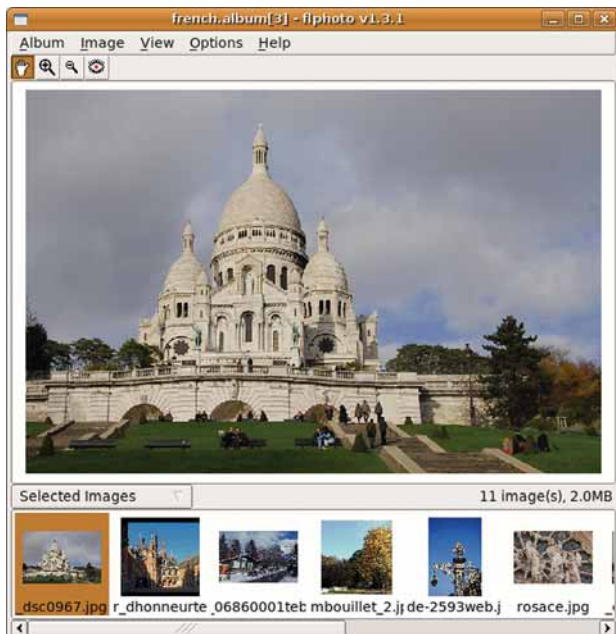 french.album[3] - flphoto v1.3.1
Album Image View Options Help
Selected Images 11 image(s), 2.0MB
_dsc0967.jpg r_dhonneurte _06860001teb mbouillet_2.jp de-2593web.j rosace.jpg